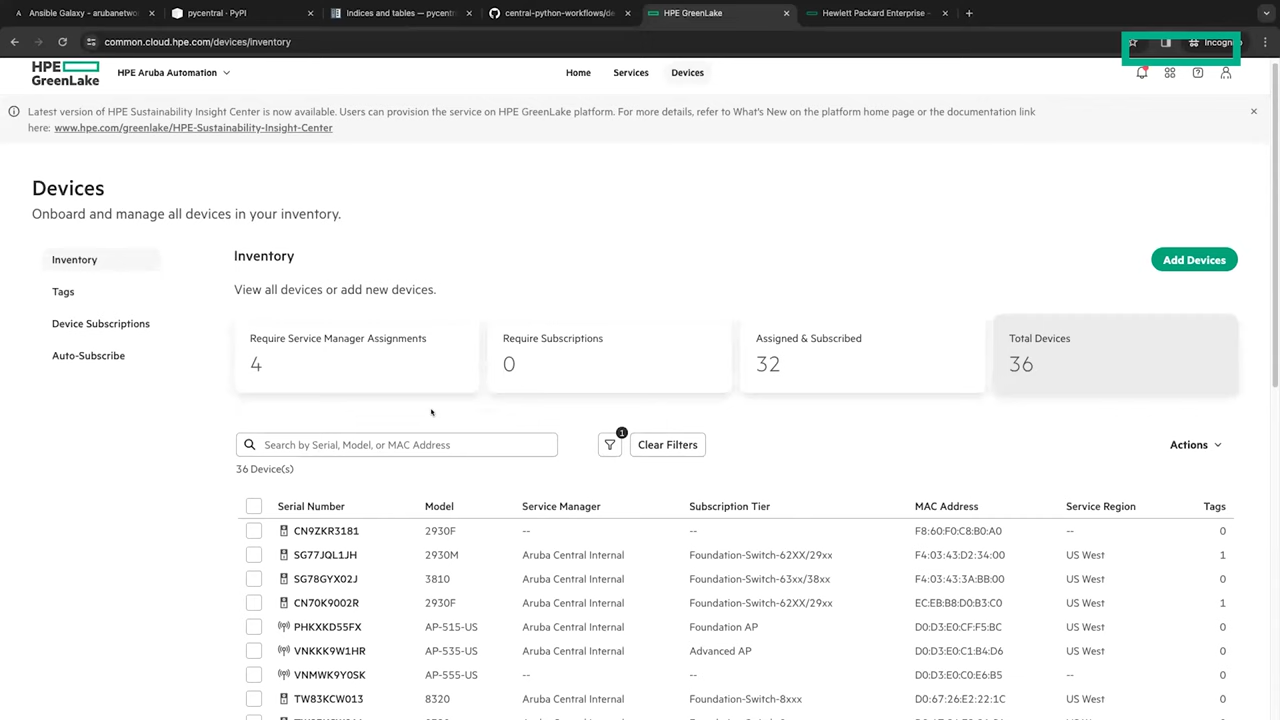 Ansible Galaxy - arubanetwo
pycentral · PyPI
Indices and tables — pycentr
central-python-workflows/de
HPE GreenLake
Hewlett Packard Enterprise -
common.cloud.hpe.com/devices/inventory
Incogni
HPE GreenLake
HPE Aruba Automation
Home
Services
Devices
Latest version of HPE Sustainability Insight Center is now available. Users can provision the service on HPE GreenLake platform. For more details, refer to What's New on the platform home page or the documentation link
here: www.hpe.com/greenlake/HPE-Sustainability-Insight-Center
Devices
Onboard and manage all devices in your inventory.
Inventory
Tags
Device Subscriptions
Auto-Subscribe
Inventory
Add Devices
View all devices or add new devices.
Require Service Manager Assignments
4
Require Subscriptions
0
Assigned & Subscribed
32
Total Devices
36
Search by Serial, Model, or MAC Address
1
Clear Filters
Actions
36 Device(s)
Serial Number Model Service Manager Subscription Tier MAC Address Service Region Tags
CN9ZKR3181 2930F -- -- F8:60:F0:C8:B0:A0 -- 0
SG77JQL1JH 2930M Aruba Central Internal Foundation-Switch-62XX/29xx F4:03:43:D2:34:00 US West 1
SG78GYX02J 3810 Aruba Central Internal Foundation-Switch-63xx/38xx F4:03:43:3A:BB:00 US West 0
CN70K9002R 2930F Aruba Central Internal Foundation-Switch-62XX/29xx EC:EB:B8:D0:B3:C0 US West 1
PHKXKD55FX AP-515-US Aruba Central Internal Foundation AP D0:D3:E0:CF:F5:BC US West 0
VNKKK9W1HR AP-535-US Aruba Central Internal Advanced AP D0:D3:E0:C1:B4:D6 US West 0
VNMWK9Y0SK AP-555-US -- -- D0:D3:E0:C0:E6:B5 -- 0
TW83KCW013 8320 Aruba Central Internal Foundation-Switch-8xxx D0:67:26:E2:22:1C US West 0